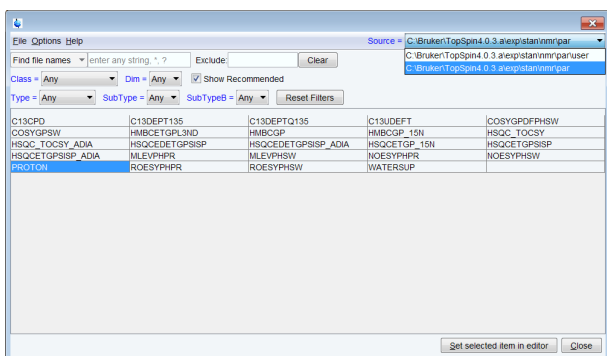 File Options Help Source = C:\Bruker\TopSpin4.0.3.a\exp\stan\nmr\par
Find file names enter any string, *, ? Exclude: Clear C:\Bruker\TopSpin4.0.3.a\exp\stan\nmr\par\user
C:\Bruker\TopSpin4.0.3.a\exp\stan\nmr\par
Class = Any Dim = Any Show Recommended
Type = Any SubType = Any SubTypeB = Any Reset Filters
C13CPD C13DEPT135 C13DEPTQ135 C13UDEFT COSYGPDFPHSW
COSYGPSW HMBCETGPL3ND HMBCGP HMBCGP_15N HSQC_TOCSY
HSQC_TOCSY_ADIA HSQCEDETGPSISP HSQCEDETGPSISP_ADIA HSQCETGP_15N HSQCETGPSISP
HSQCETGPSISP_ADIA MLEVPHPR MLEVPHSW NOESYPHPR NOESYPHSW
PROTON ROESYPHPR ROESYPHSW WATERSUP
Set selected item in editor Close